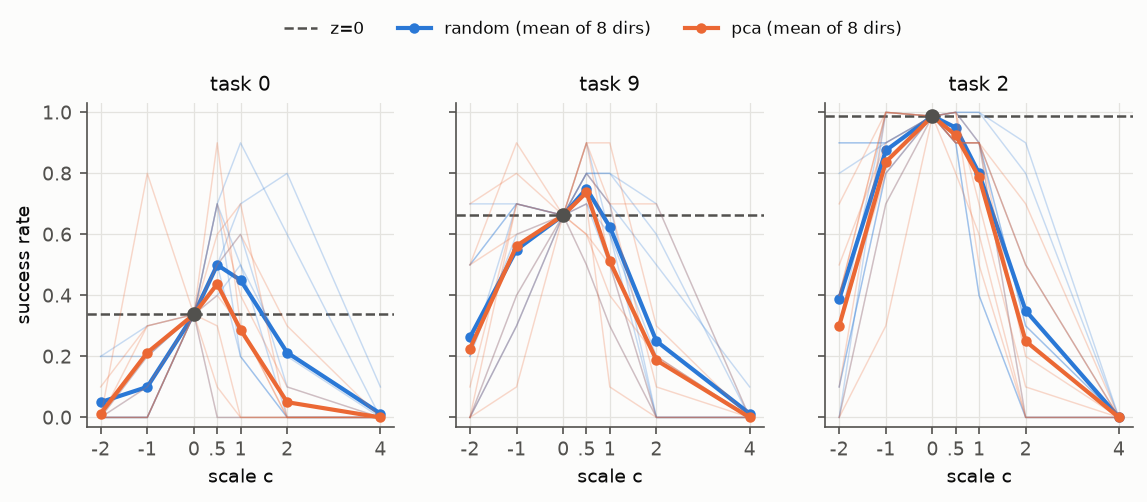 z=0 random (mean of 8 dirs) pca (mean of 8 dirs)
task 0 task 9 task 2
success rate
1.0
0.8
0.6
0.4
0.2
0.0
-2 -1 0 .5 1 2 4
-2 -1 0 .5 1 2 4
-2 -1 0 .5 1 2 4
scale c scale c scale c